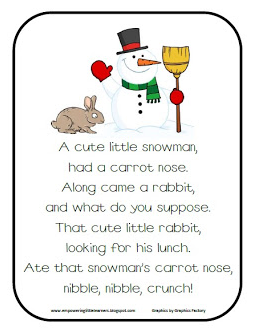 A cute little snowman,
had a carrot nose.
Along came a rabbit,
and what do you suppose.
That cute little rabbit,
looking for his lunch.
Ate that snowman's carrot nose,
nibble, nibble, crunch!
www.empoweringlittlelearners.blogspot.com Graphics by Graphics Factory